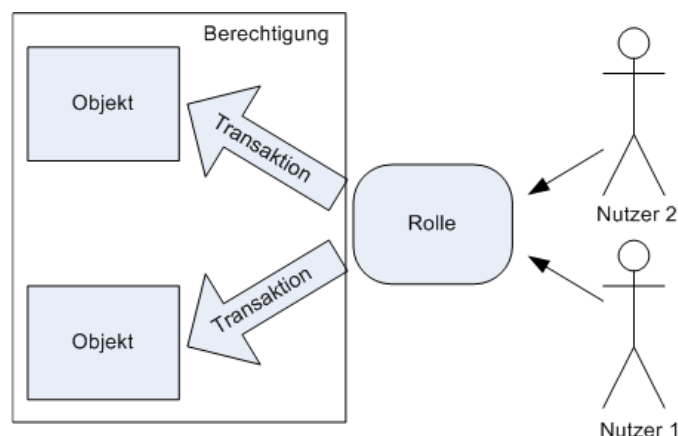 Berechtigung
Objekt
Transaktion
Rolle
Nutzer 2
Transaktion
Objekt
Nutzer 1